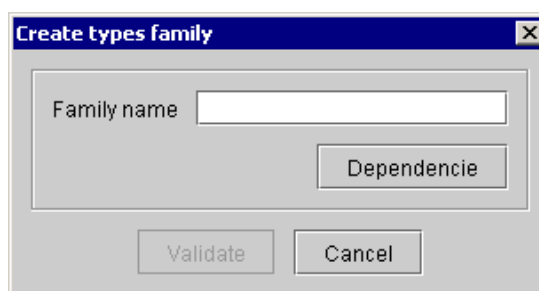 Create types family
Family name
Dependencie
Validate Cancel